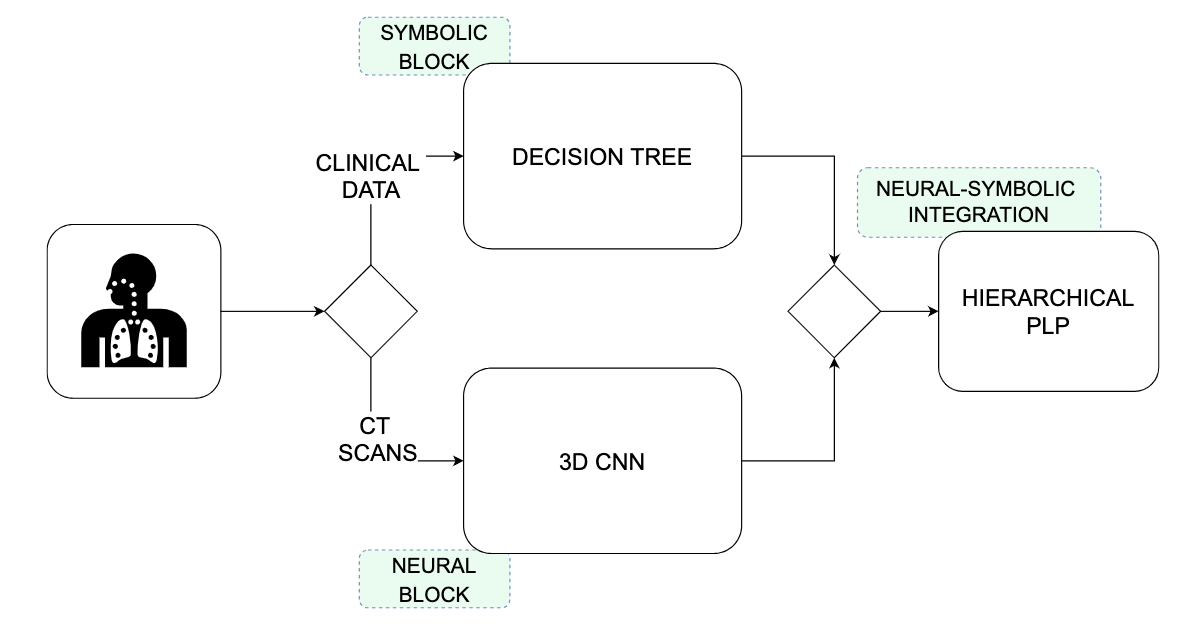 SYMBOLIC
BLOCK
CLINICAL
DATA
DECISION TREE
NEURAL-SYMBOLIC
INTEGRATION
HIERARCHICAL
PLP
CT
SCANS
3D CNN
NEURAL
BLOCK